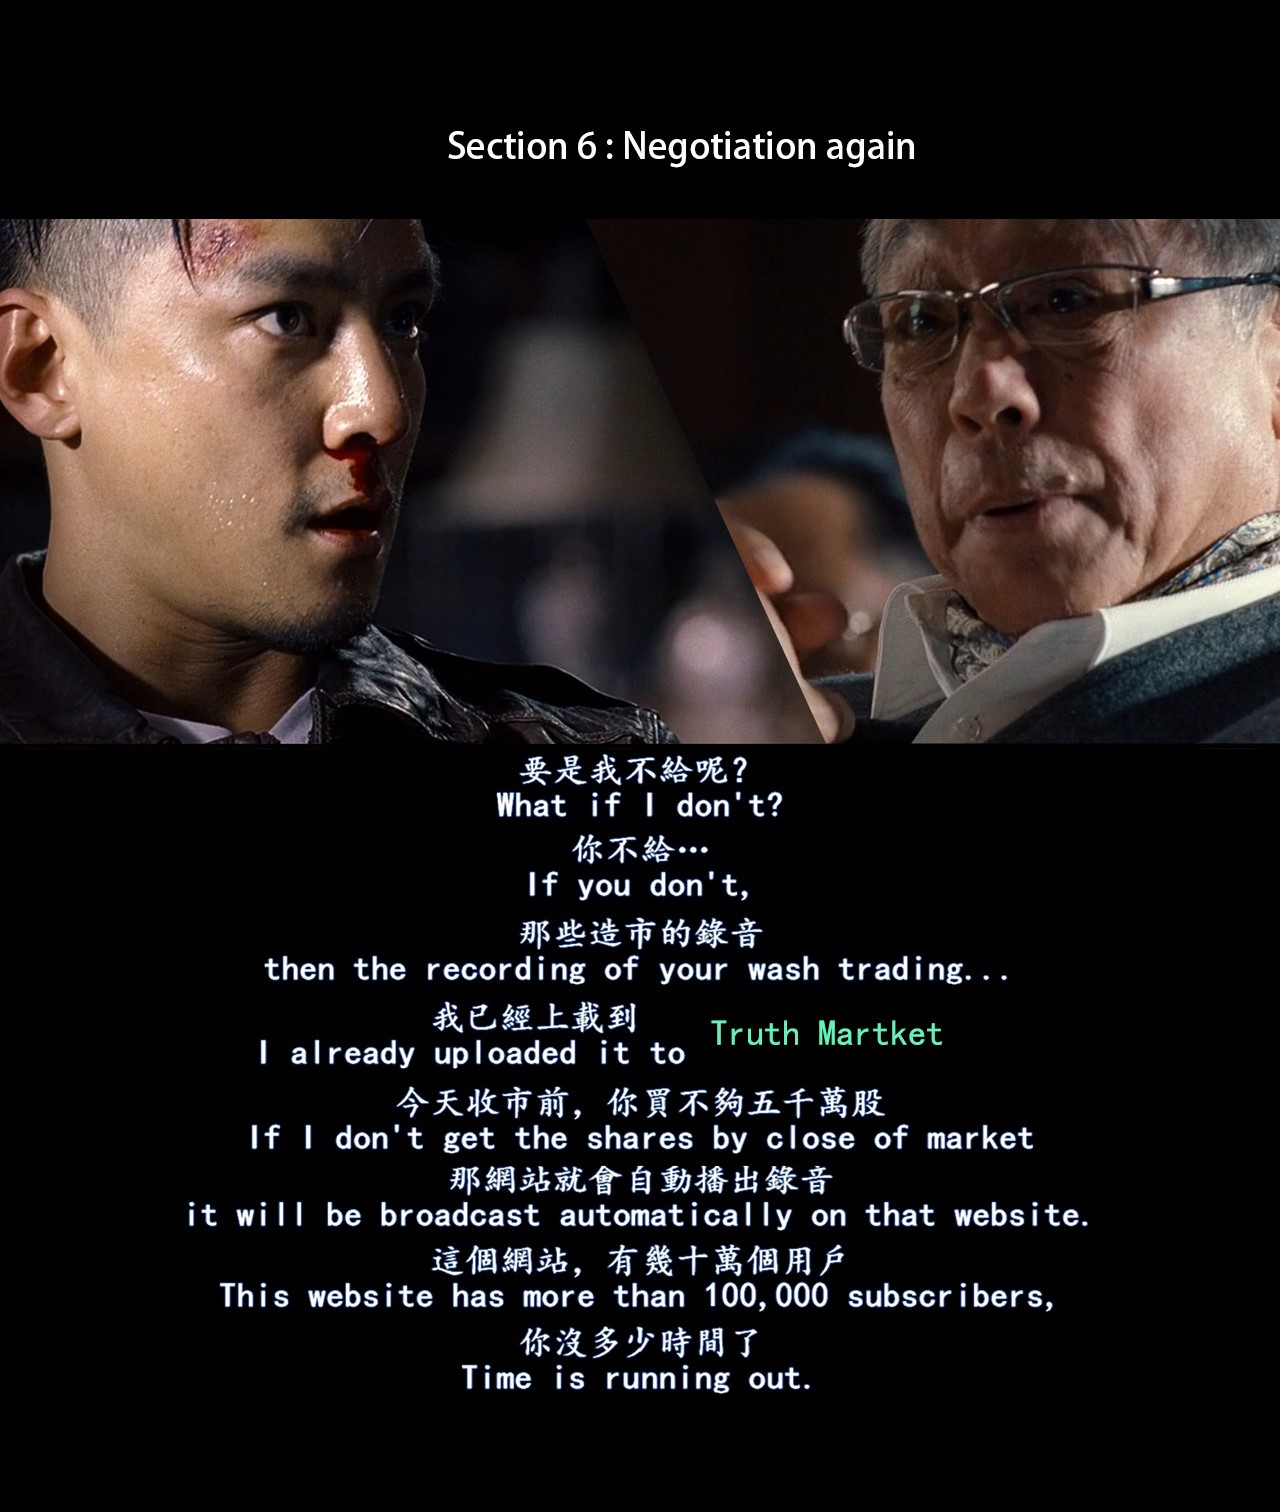 Section 6 : Negotiation again
要是我不給呢？
What if I don't?
你不給…
If you don't,
那些造市的錄音
then the recording of your wash trading...
我已經上載到
I already uploaded it to
Truth Martket
今天收市前，你買不夠五千萬股
If I don't get the shares by close of market
那網站就會自動播出錄音
it will be broadcast automatically on that website.
這個網站，有幾十萬個用戶
This website has more than 100,000 subscribers,
你沒多少時間了
Time is running out.